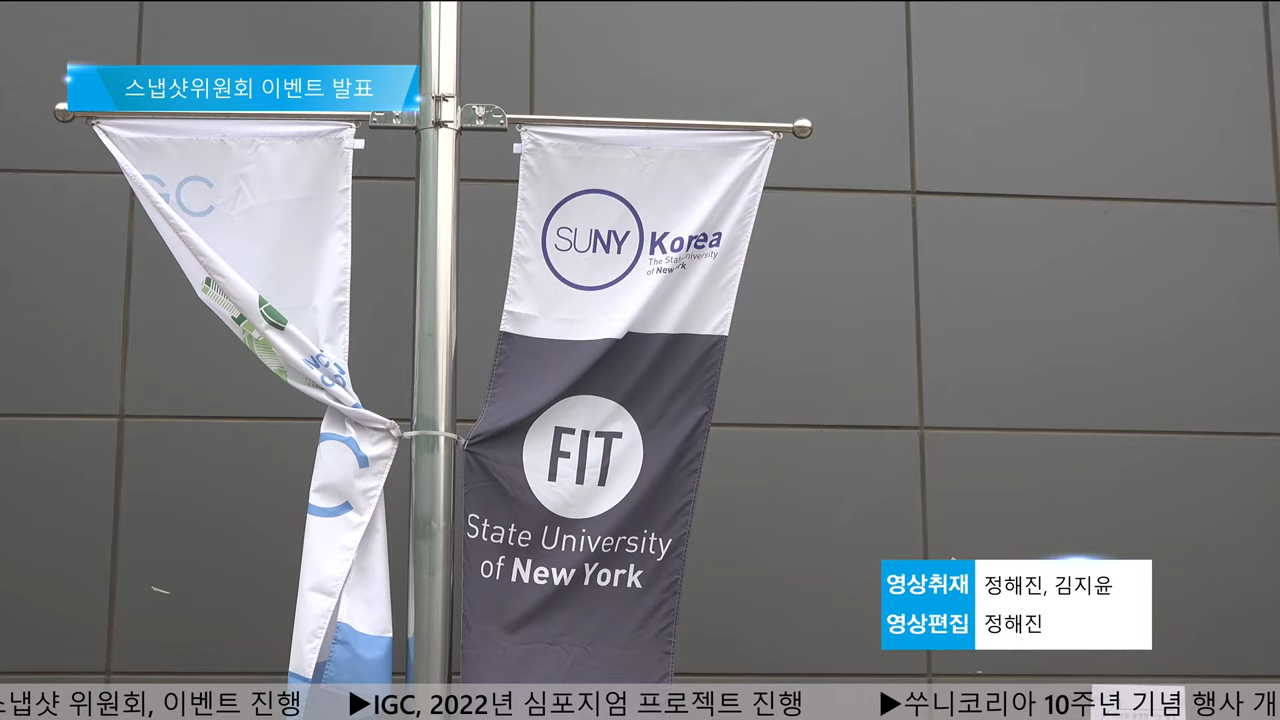 스냅샷위원회 이벤트 발표
GC
SUNY
Korea
The State University
of New York
FIT
State University
of New York
C
영상취재 정해진, 김지윤
영상편집 정해진
스냅샷 위원회, 이벤트 진행 ▶IGC, 2022년 심포지엄 프로젝트 진행 ▶쑤니코리아 10주년 기념 행사 개